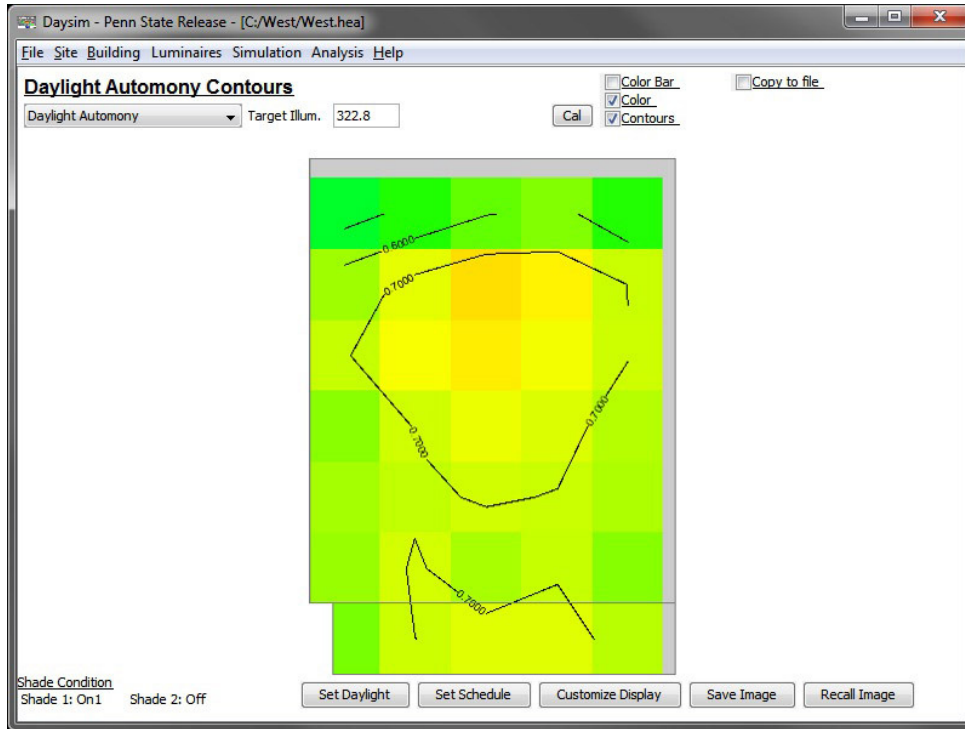 Daysim - Penn State Release - [C:/West/West.hea]
File Site Building Luminaires Simulation Analysis Help
Daylight Automony Contours
Color Bar
Copy to file
Daylight Automony
Target Illum.
322.8
Cal
Color
Contours
0.6000
0.7000
0.7000
0.7000
0.7000
Shade Condition
Shade 1: On1
Shade 2: Off
Set Daylight
Set Schedule
Customize Display
Save Image
Recall Image